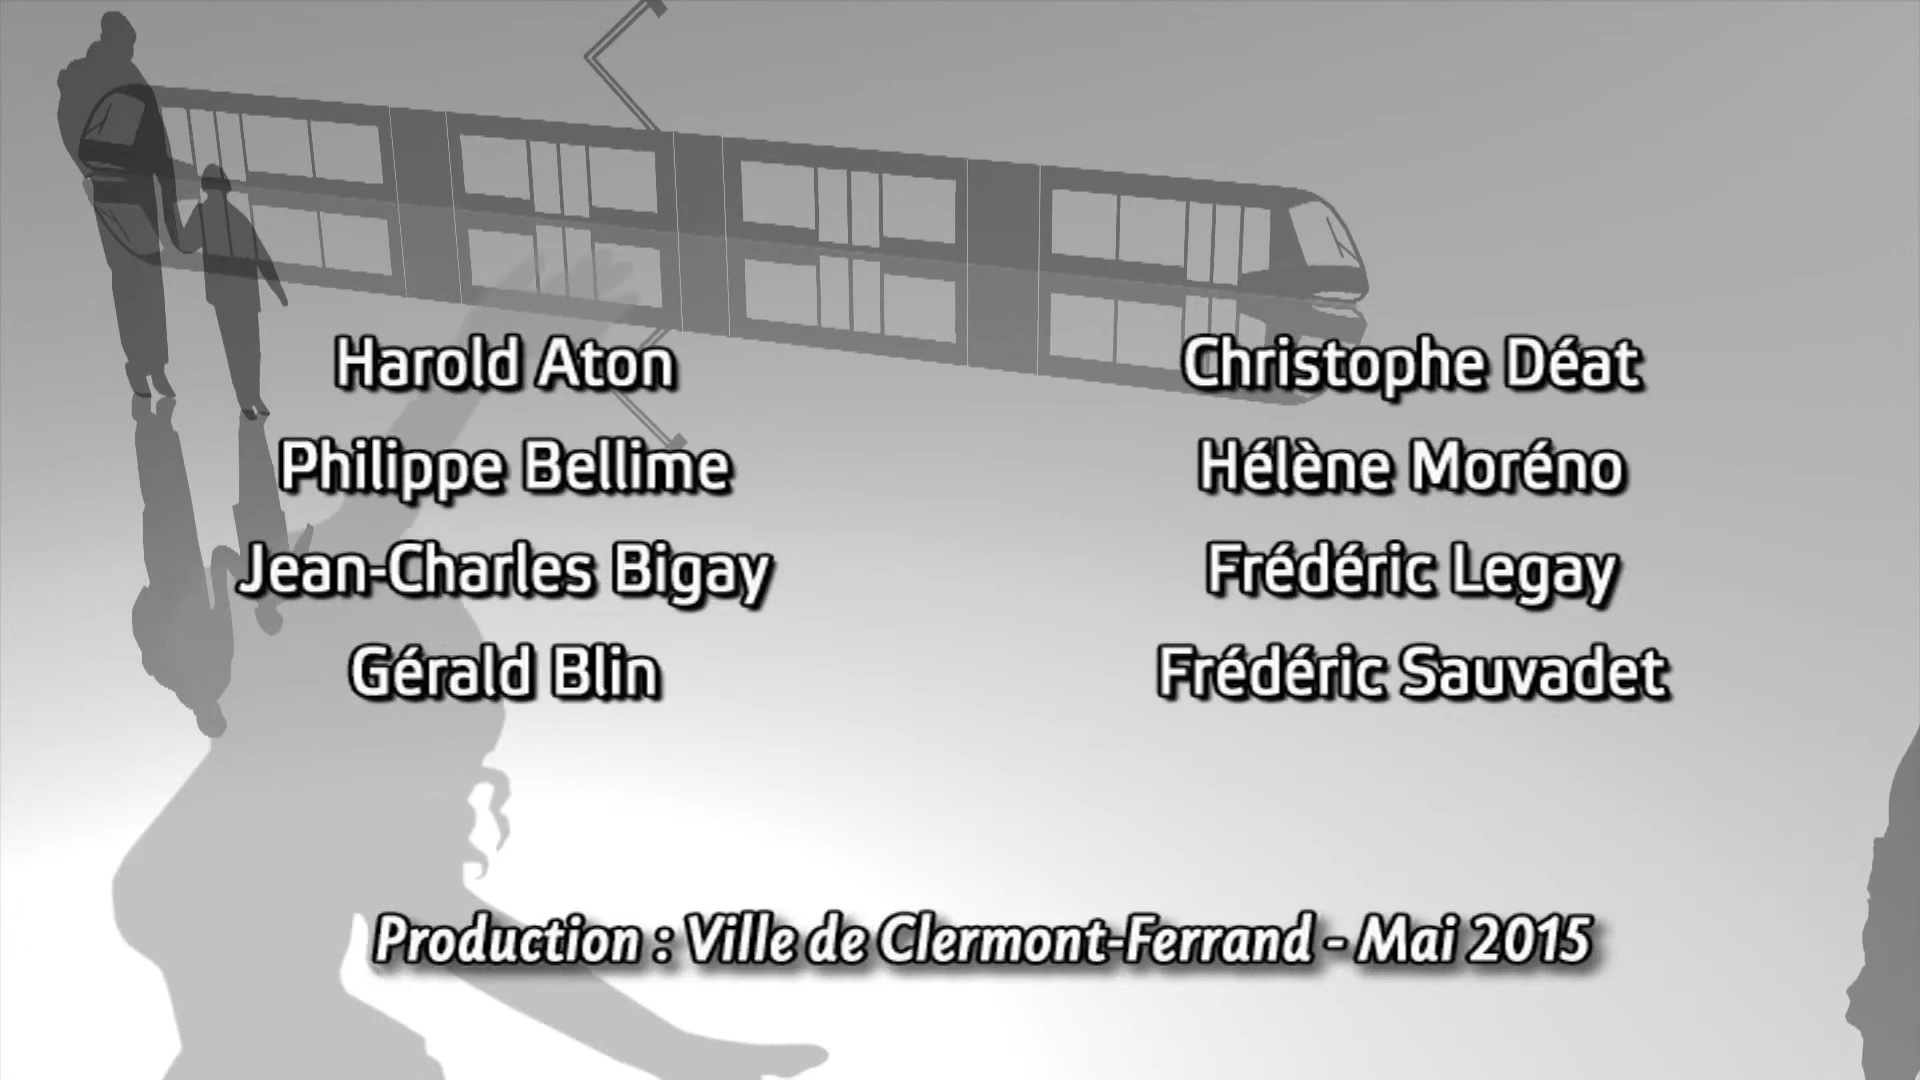 Harold Aton
Philippe Bellime
Jean-Charles Bigay
Gérald Blin
Christophe Déat
Hélène Moréno
Frédéric Legay
Frédéric Sauvadet
Production : Ville de Clermont-Ferrand - Mai 2015